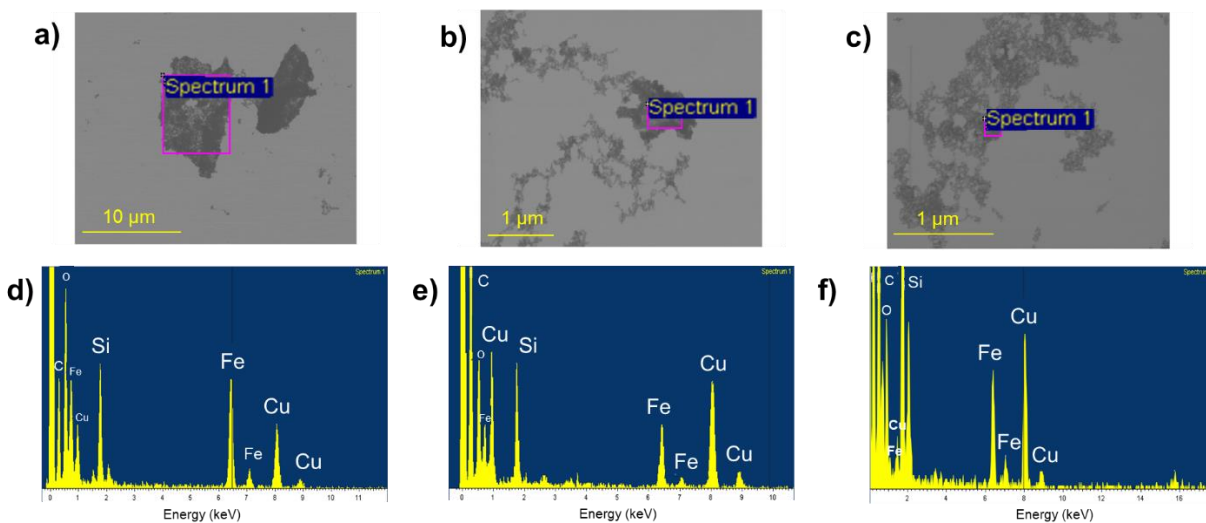 a)
Spectrum 1
10 µm
b)
Spectrum 1
1 µm
c)
Spectrum 1
1 µm
d)
Spectrum 1
O
C
Fe
Cu
Si
Fe
Fe
Cu
Cu
0 1 2 3 4 5 6 7 8 9 10 11
Energy (keV)
e)
Spectrum 1
C
O
Fe
Cu
Si
Fe
Fe
Cu
Cu
0 1 2 3 4 5 6 7 8 9 10
Energy (keV)
f)
Spectrum 1
C
Si
O
Cu
Fe
Fe
Fe
Cu
Cu
2 4 6 8 10 12 14 16
Energy (keV)